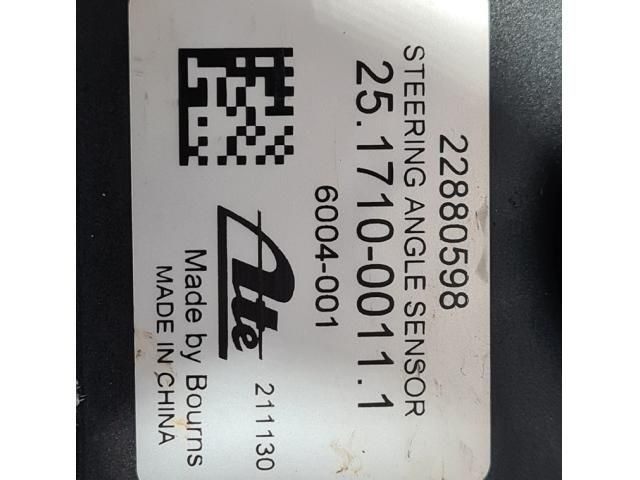 22880598
STEERING ANGLE SENSOR
25.1710-0011.1
6004-001
Ate
211130
Made by Bourns
MADE IN CHINA